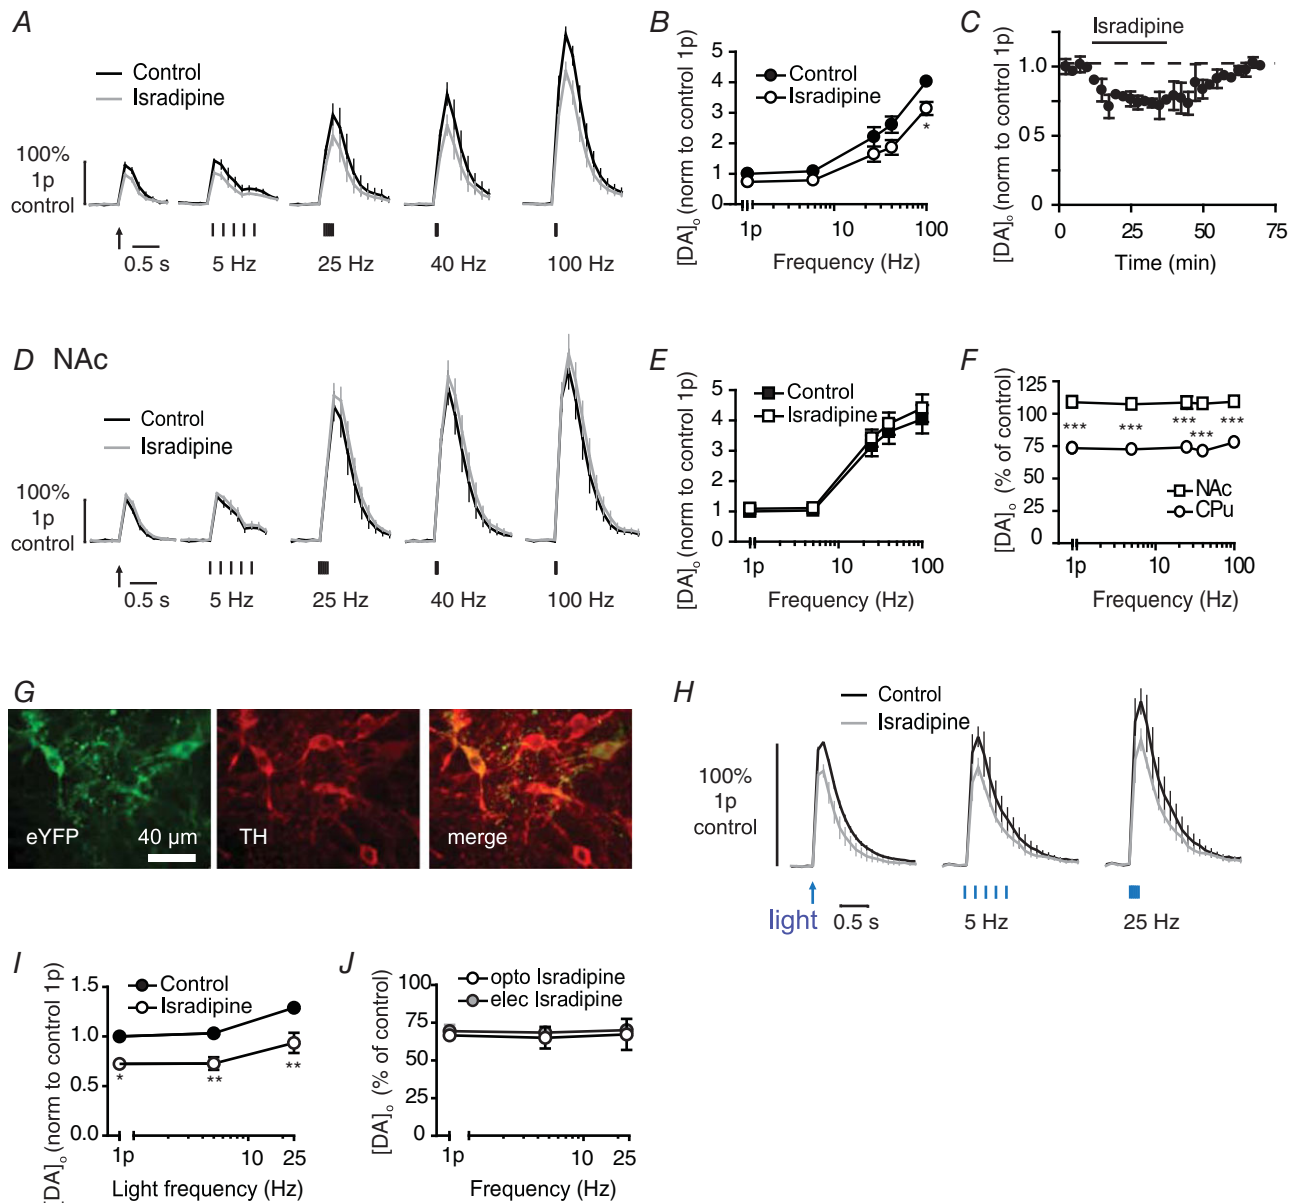 A
Control
Isradipine
100%
1p
control
0.5 s
5 Hz
25 Hz
40 Hz
100 Hz
B
[DA]o (norm to control 1p)
5
4
3
2
1
0
Control
Isradipine
*
1p
10
100
Frequency (Hz)
C
[DA]o (norm to control 1p)
Isradipine
1.0
0.5
0
0
25
50
75
Time (min)
D NAc
Control
Isradipine
100%
1p
control
0.5 s
5 Hz
25 Hz
40 Hz
100 Hz
E
[DA]o (norm to control 1p)
5
4
3
2
1
0
Control
Isradipine
1p
10
100
Frequency (Hz)
F
[DA]o (% of control)
125
100
75
50
25
0
*** *** *** *** ***
NAc
CPu
1p
10
100
Frequency (Hz)
G
eYFP
40 µm
TH
merge
H
Control
Isradipine
100%
1p
control
light
0.5 s
5 Hz
25 Hz
I
[DA]o (norm to control 1p)
1.5
1.0
0.5
0.0
Control
Isradipine
* ** **
1p
10
25
Light frequency (Hz)
J
[DA]o (% of control)
100
75
50
25
0
opto Isradipine
elec Isradipine
1p
10
25
Frequency (Hz)